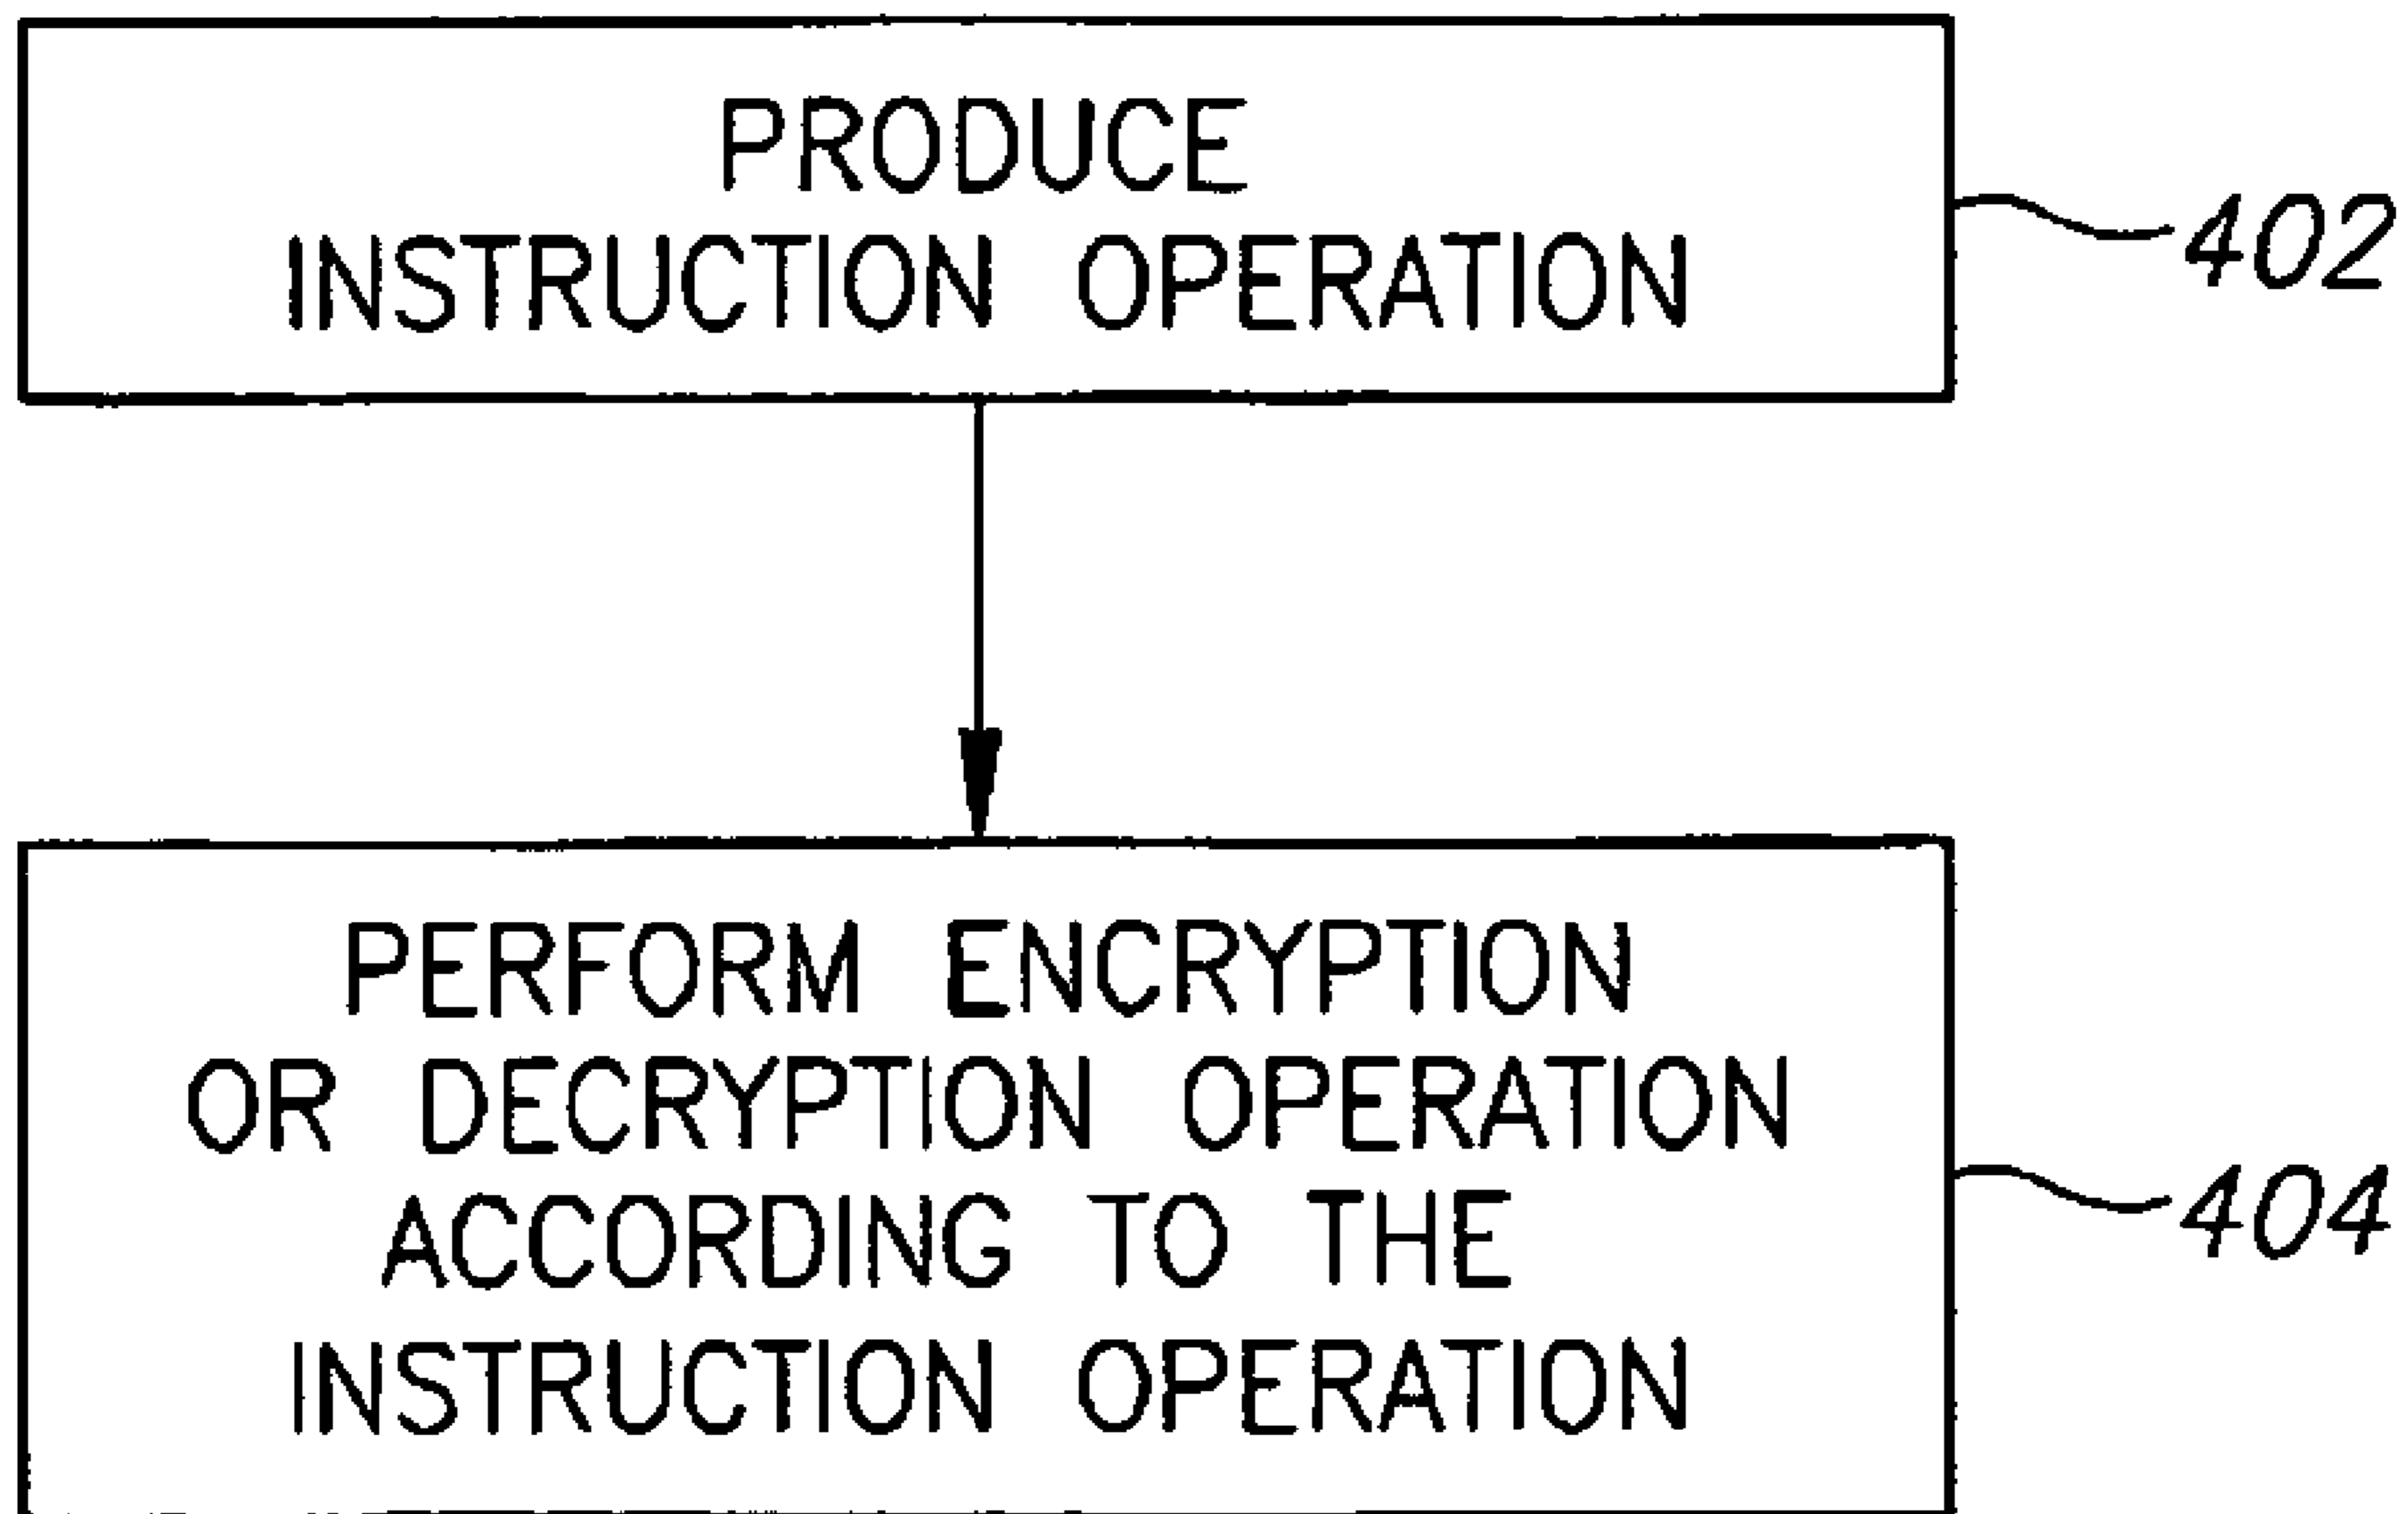 PRODUCE
INSTRUCTION OPERATION
402
PERFORM ENCRYPTION
OR DECRYPTION OPERATION
ACCORDING TO THE
INSTRUCTION OPERATION
404